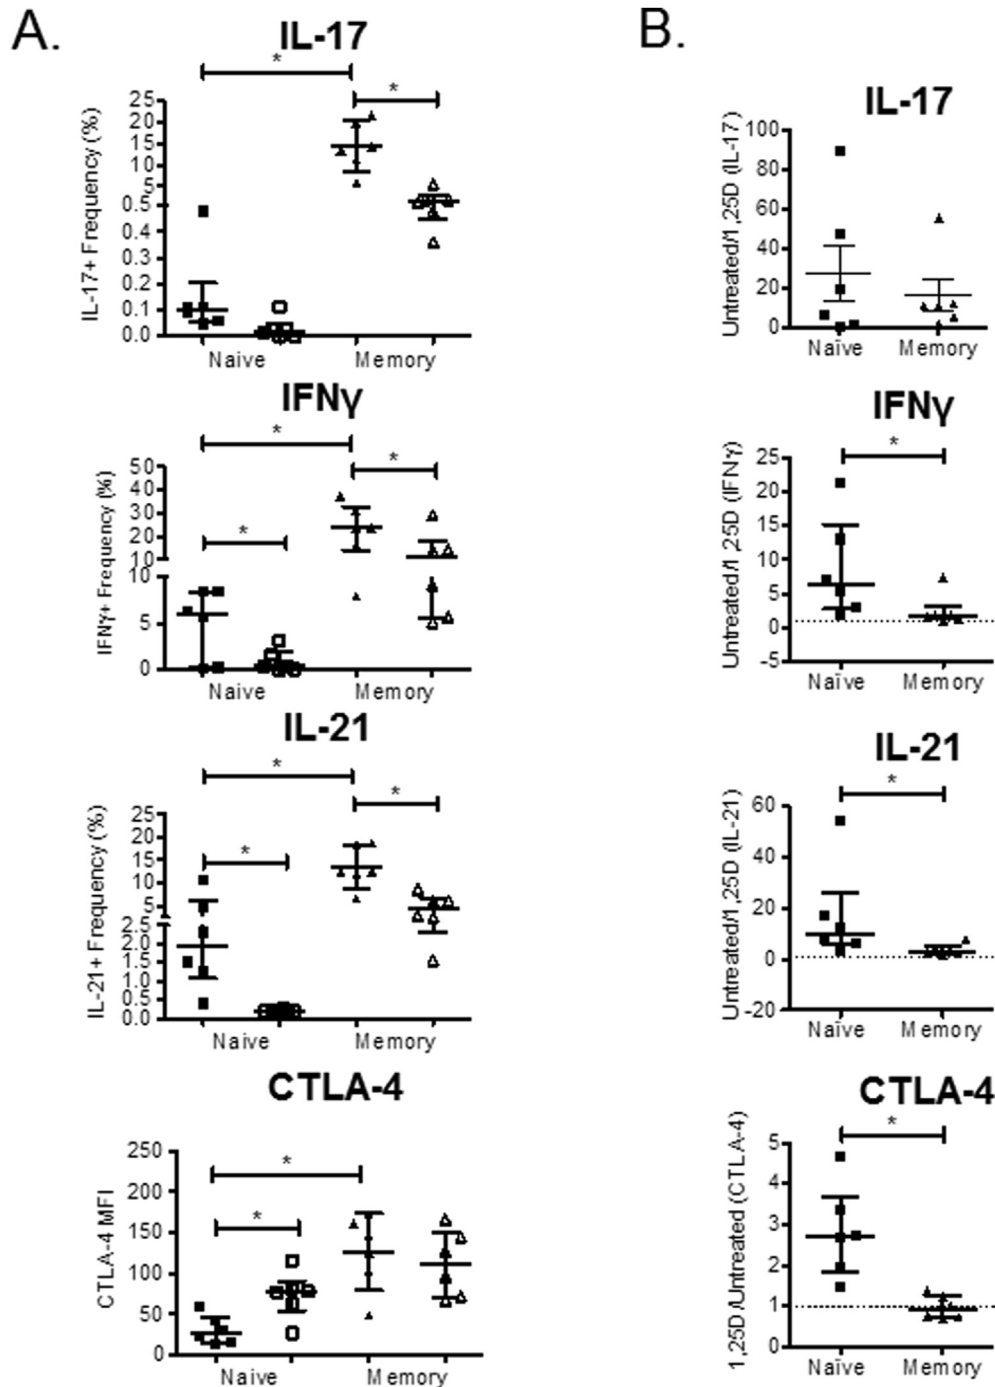 A.
IL-17
*
*
IL-17+ Frequency (%)
25
20
15
10
5
0.5
0.4
0.3
0.2
0.1
0.0
Naive
Memory
IFNγ
*
*
*
IFNγ+ Frequency (%)
50
40
30
20
10
10
5
0
Naive
Memory
IL-21
*
*
*
IL-21+ Frequency (%)
25
20
15
10
5
2.5
2.0
1.5
1.0
0.5
0.0
Naive
Memory
CTLA-4
*
*
CTLA-4 MFI
250
200
150
100
50
0
Naive
Memory
B.
IL-17
Untreated/1,25D (IL-17)
100
80
60
40
20
0
Naïve
Memory
IFNγ
*
Untreated/1,25D (IFNγ)
25
20
15
10
5
0
-5
Naïve
Memory
IL-21
*
Untreated/1,25D (IL-21)
60
40
20
0
-20
Naïve
Memory
CTLA-4
*
1,25D/Untreated (CTLA-4)
5
4
3
2
1
0
Naïve
Memory